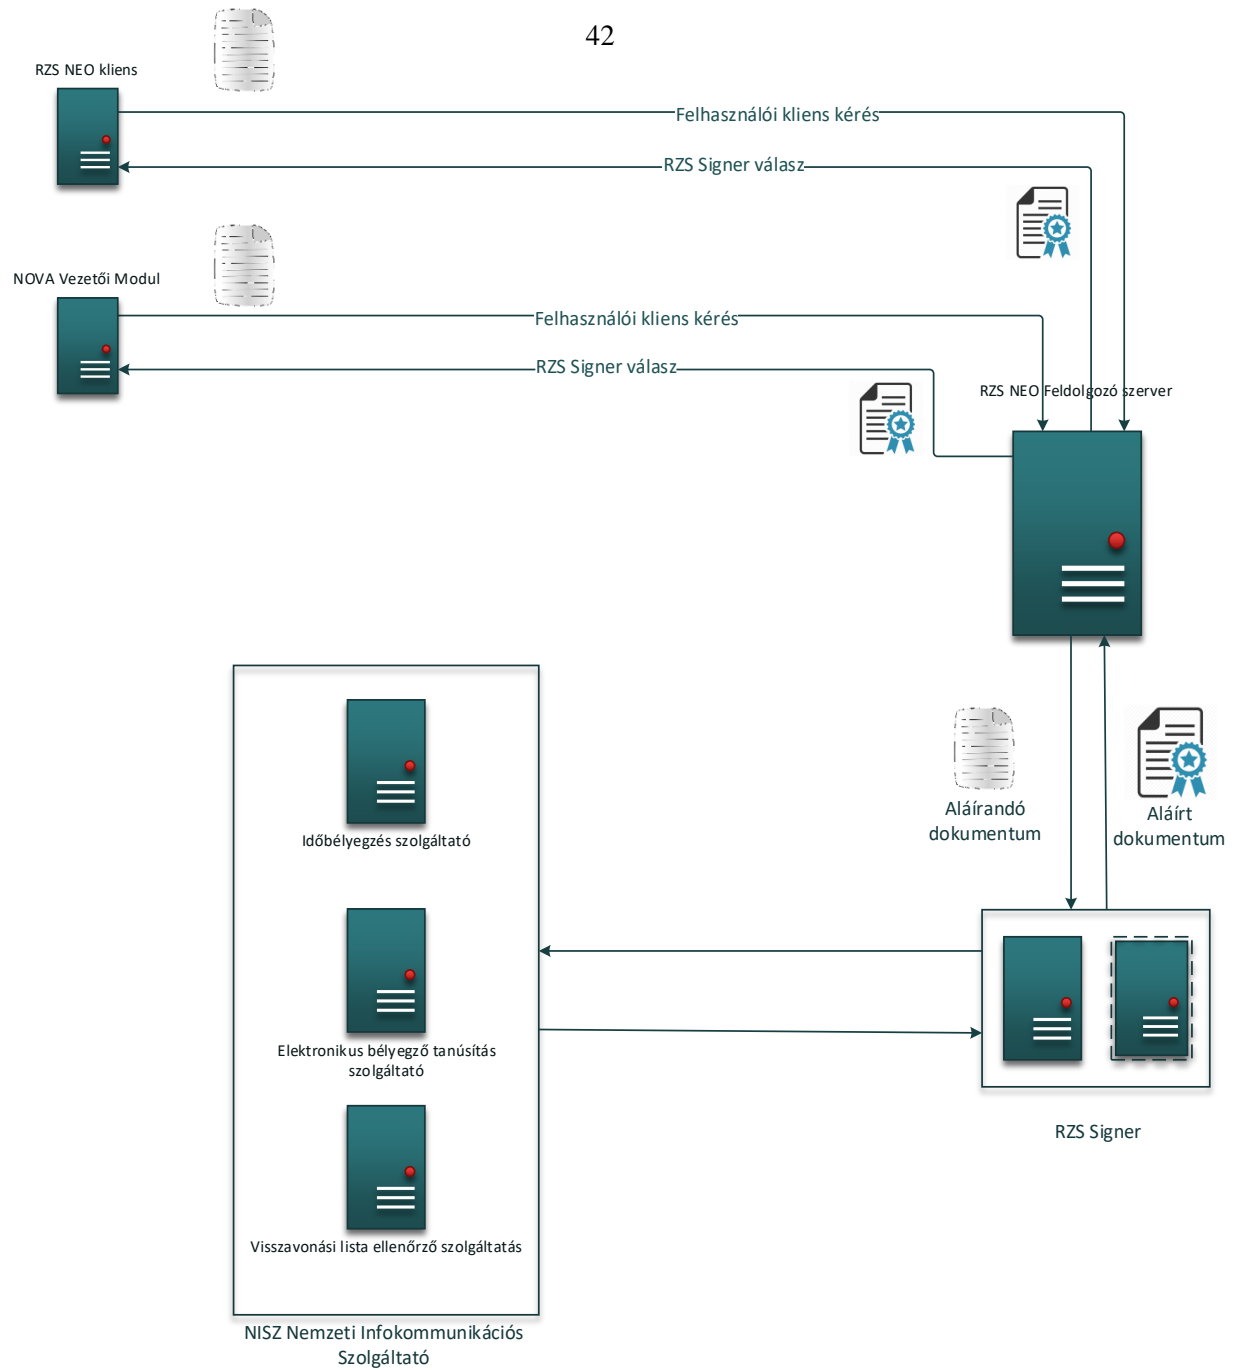 42
RZS NEO kliens
Felhasználói kliens kérés
RZS Signer válasz
NOVA Vezetői Modul
Felhasználói kliens kérés
RZS Signer válasz
RZS NEO Feldolgozó szerver
Időbélyegzés szolgáltató
Aláírandó
dokumentum
Aláírt
dokumentum
Elektronikus bélyegző tanúsítás
szolgáltató
RZS Signer
Visszavonási lista ellenőrző szolgáltatás
NISZ Nemzeti Infokommunikációs
Szolgáltató